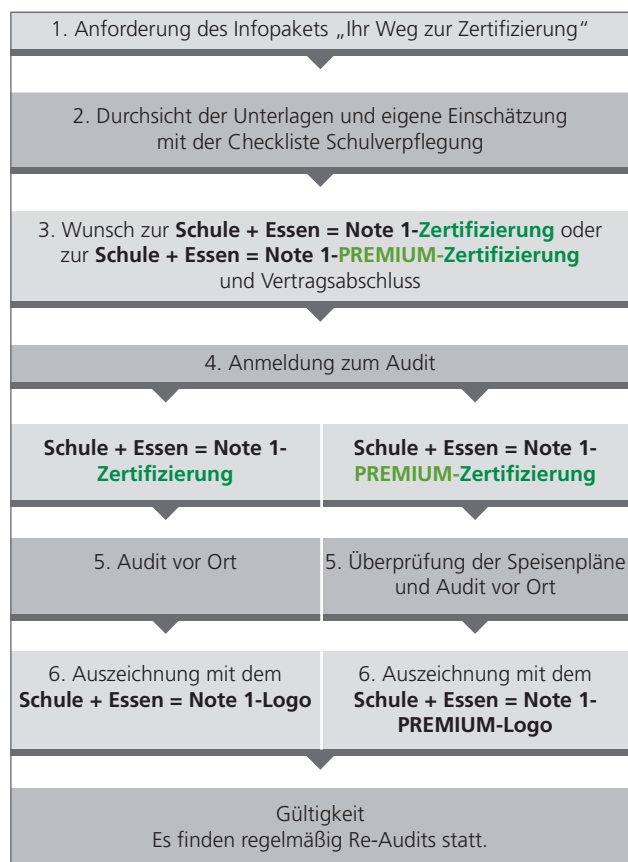 1. Anforderung des Infopakets „Ihr Weg zur Zertifizierung“
2. Durchsicht der Unterlagen und eigene Einschätzung
mit der Checkliste Schulverpflegung
3. Wunsch zur Schule + Essen = Note 1-Zertifizierung oder
zur Schule + Essen = Note 1-PREMIUM-Zertifizierung
und Vertragsabschluss
4. Anmeldung zum Audit
Schule + Essen = Note 1-
Zertifizierung
Schule + Essen = Note 1-
PREMIUM-Zertifizierung
5. Audit vor Ort
5. Überprüfung der Speisenpläne
und Audit vor Ort
6. Auszeichnung mit dem
Schule + Essen = Note 1-Logo
6. Auszeichnung mit dem
Schule + Essen = Note 1-
PREMIUM-Logo
Gültigkeit
Es finden regelmäßig Re-Audits statt.